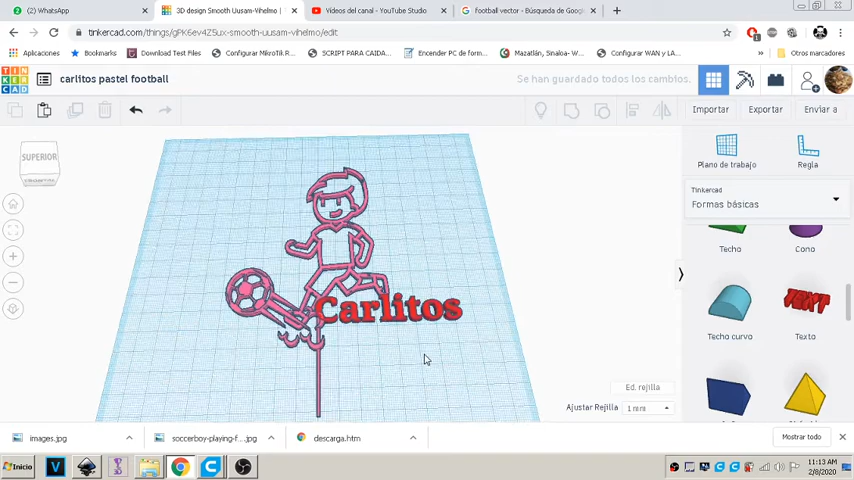 (2) WhatsApp
3D design Smooth Uusam-Vihelmo |
Videos del canal - YouTube Studio
football vector - Búsqueda de Goog
tinkercad.com/things/gPK6ev4Z5ux-smooth-uusam-vihelmo/edit
Aplicaciones
Bookmarks
Download Test Files
Configurar MikroTik R...
SCRIPT PARA CAIDA...
Encender PC de form...
Mazatlán, Sinaloa- W...
Configurar WAN y LA...
Otros marcadores
TIN
KER
CAD
carlitos pastel football
Se han guardado todos los cambios.
Importar
Exportar
Enviar a
SUPERIOR
Plano de trabajo
Regla
Tinkercad
Formas básicas
Techo
Cono
Carlitos
TEXT
Techo curvo
Texto
Ed. rejilla
Ajustar Rejilla
1 mm
images.jpg
soccerboy-playing-f....jpg
descarga.htm
Mostrar todo
Inicio
11:13 AM
2/8/2020